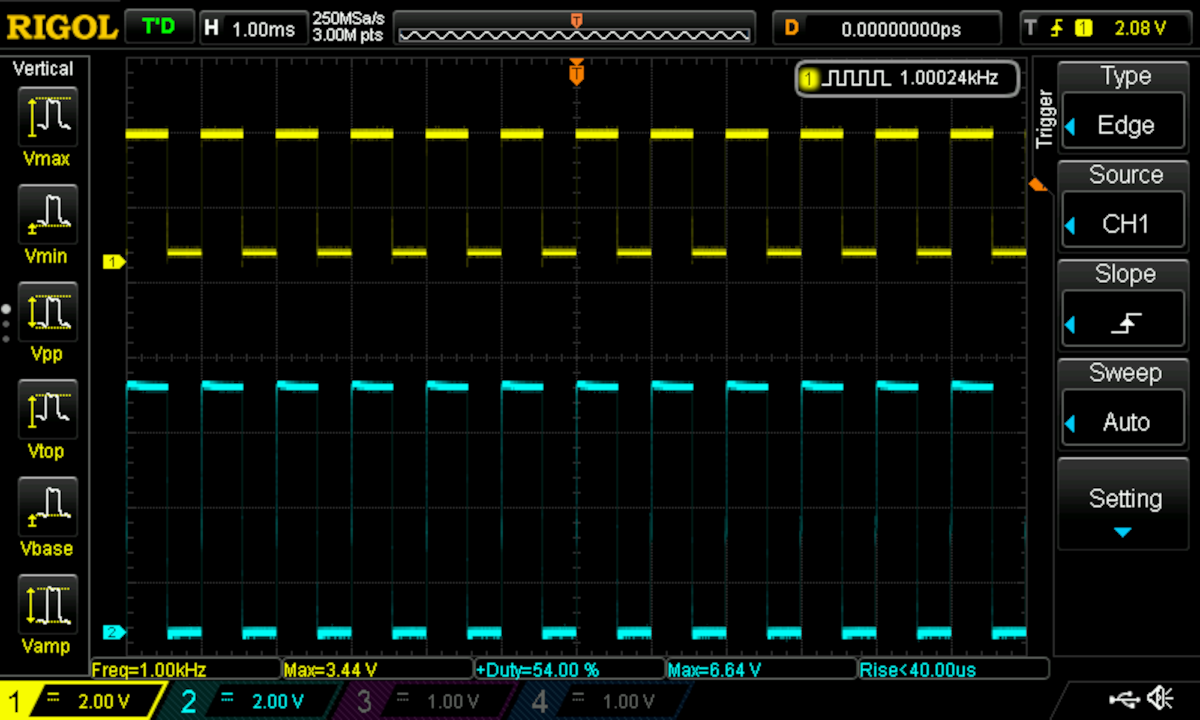 RIGOL T'D H 1.00ms 250MSa/s 3.00M pts T D 0.00000000ps T 1 2.08 V
Vertical
Vmax
Vmin
Vpp
Vtop
Vbase
Vamp
T
1 1.00024kHz
1
2
Trigger
Type
Edge
Source
CH1
Slope
Sweep
Auto
Setting
Freq=1.00kHz Max=3.44 V +Duty=54.00 % Max=6.64 V Rise<40.00us
1 2.00 V 2 2.00 V 3 1.00 V 4 1.00 V